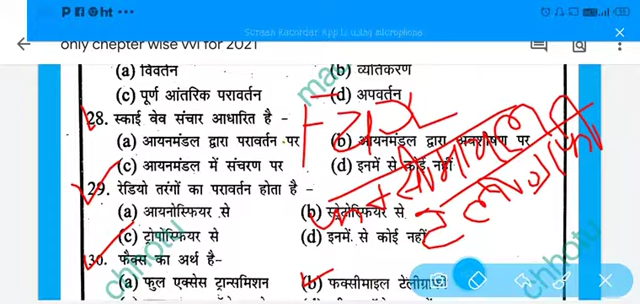 Screen Recorder App is using microphone
only chepter wise VVI for 2021
(a) विवर्तन (b) व्यतिकरण
(c) पूर्ण आंतरिक परावर्तन (d) अपवर्तन
28. स्काई वेव संचार आधारित है -
(a) आयनमंडल द्वारा परावर्तन पर (b) आयनमंडल द्वारा अवशोषण पर
(c) आयनमंडल में संचरण पर (d) इनमें से कोई नहीं
29. रेडियो तरंगों का परावर्तन होता है -
(a) आयनोस्फियर से (b) स्ट्रेटोस्फियर से
(c) ट्रोपोस्फियर से (d) इनमें से कोई नहीं
30. फैक्स का अर्थ है-
(a) फुल एक्सेस ट्रान्समिशन (b) फक्सीमाइल टेलीग्राफी
chhotu
chhotu